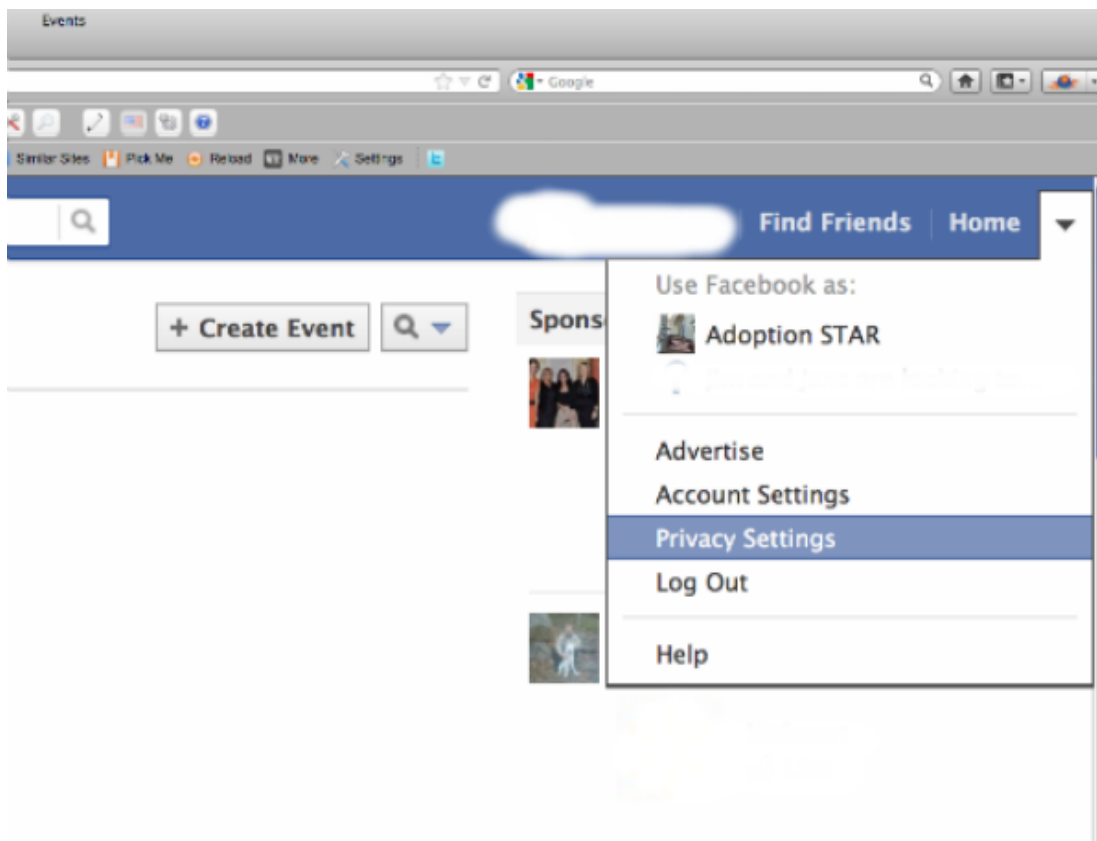 Events
Google
Similar Sites Pick Me Reload More Settings
Find Friends Home
Use Facebook as:
+ Create Event
Spons
Adoption STAR
Advertise
Account Settings
Privacy Settings
Log Out
Help